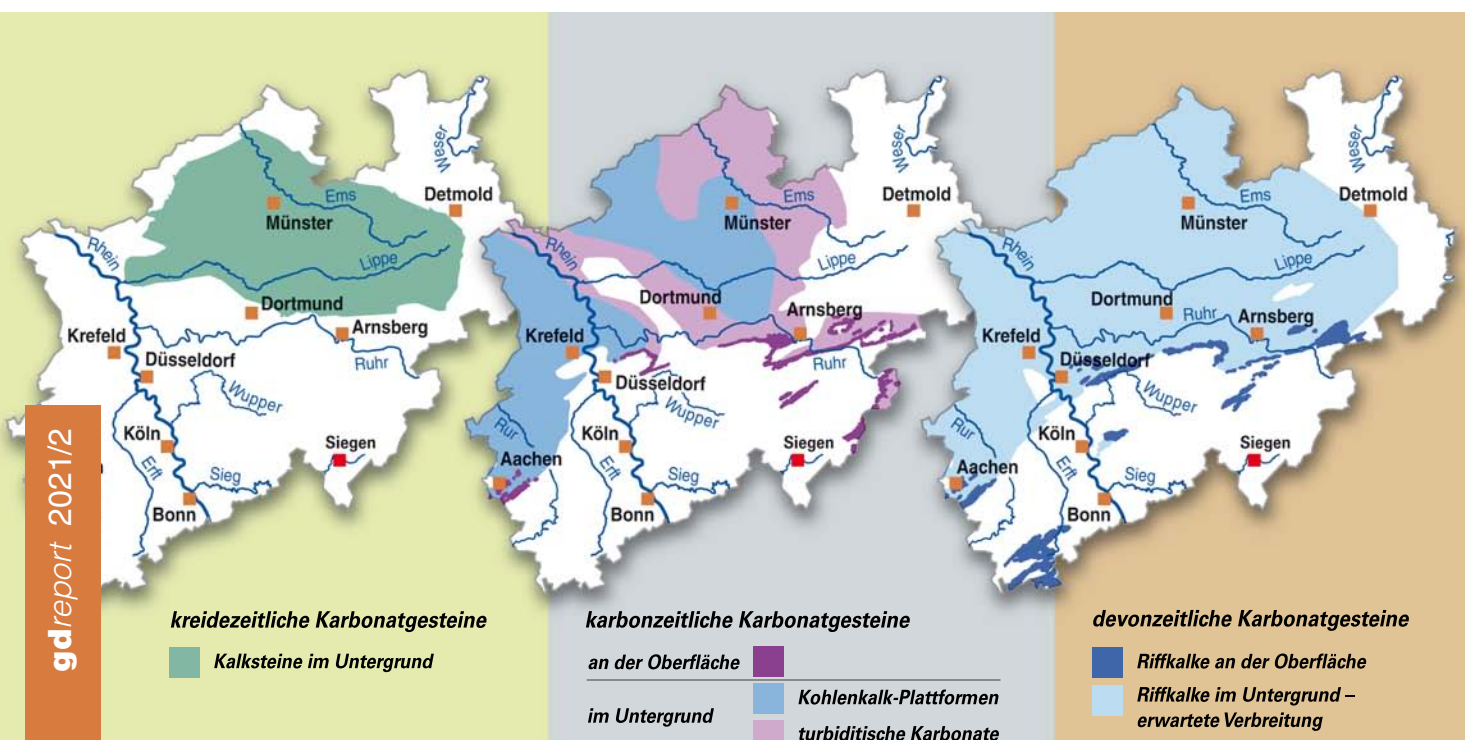 Weser
Ems
Detmold
Münster
Rhein
Lippe
Dortmund
Krefeld
Arnsberg
Düsseldorf
Ruhr
Wupper
Köln
Siegen
Erft
Sieg
Bonn
Weser
Ems
Detmold
Münster
Rhein
Lippe
Dortmund
Arnsberg
Krefeld
Ruhr
Düsseldorf
Wupper
Rur
Köln
Siegen
Aachen
Erft
Sieg
Bonn
Weser
Ems
Detmold
Münster
Rhein
Lippe
Dortmund
Ruhr
Arnsberg
Krefeld
Düsseldorf
Wupper
Rur
Köln
Siegen
Aachen
Erft
Sieg
Bonn
gdreport 2021/2
kreidezeitliche Karbonatgesteine
Kalksteine im Untergrund
karbonzeitliche Karbonatgesteine
an der Oberfläche
im Untergrund
Kohlenkalk-Plattformen
turbiditische Karbonate
devonzeitliche Karbonatgesteine
Riffkalke an der Oberfläche
Riffkalke im Untergrund –
erwartete Verbreitung